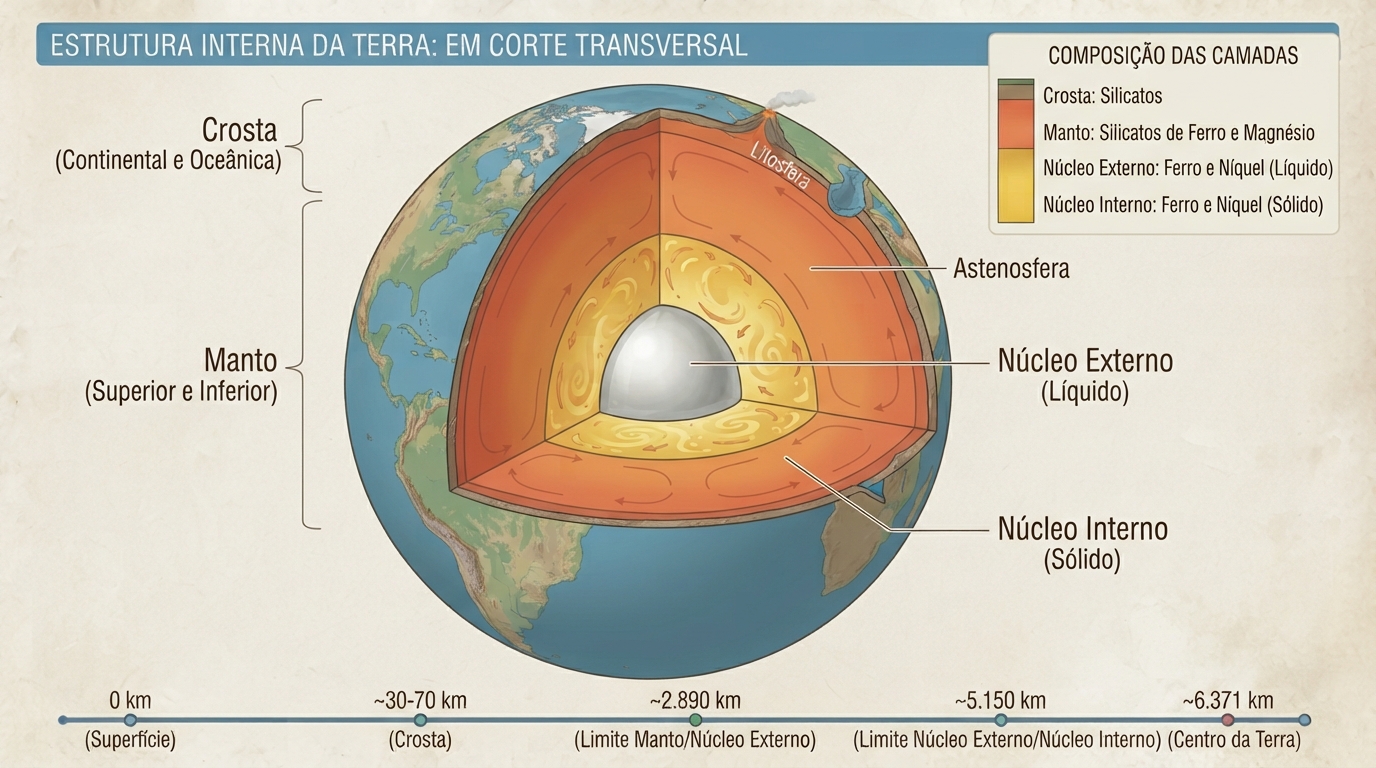 ESTRUTURA INTERNA DA TERRA: EM CORTE TRANSVERSAL
COMPOSIÇÃO DAS CAMADAS
Crosta: Silicatos
Manto: Silicatos de Ferro e Magnésio
Núcleo Externo: Ferro e Níquel (Líquido)
Núcleo Interno: Ferro e Níquel (Sólido)
Crosta
(Continental e Oceânica)
Litosfera
Astenosfera
Manto
(Superior e Inferior)
Núcleo Externo
(Líquido)
Núcleo Interno
(Sólido)
0 km
~30-70 km
~2.890 km
~5.150 km
~6.371 km
(Superfície)
(Crosta)
(Limite Manto/Núcleo Externo)
(Limite Núcleo Externo/Núcleo Interno)
(Centro da Terra)